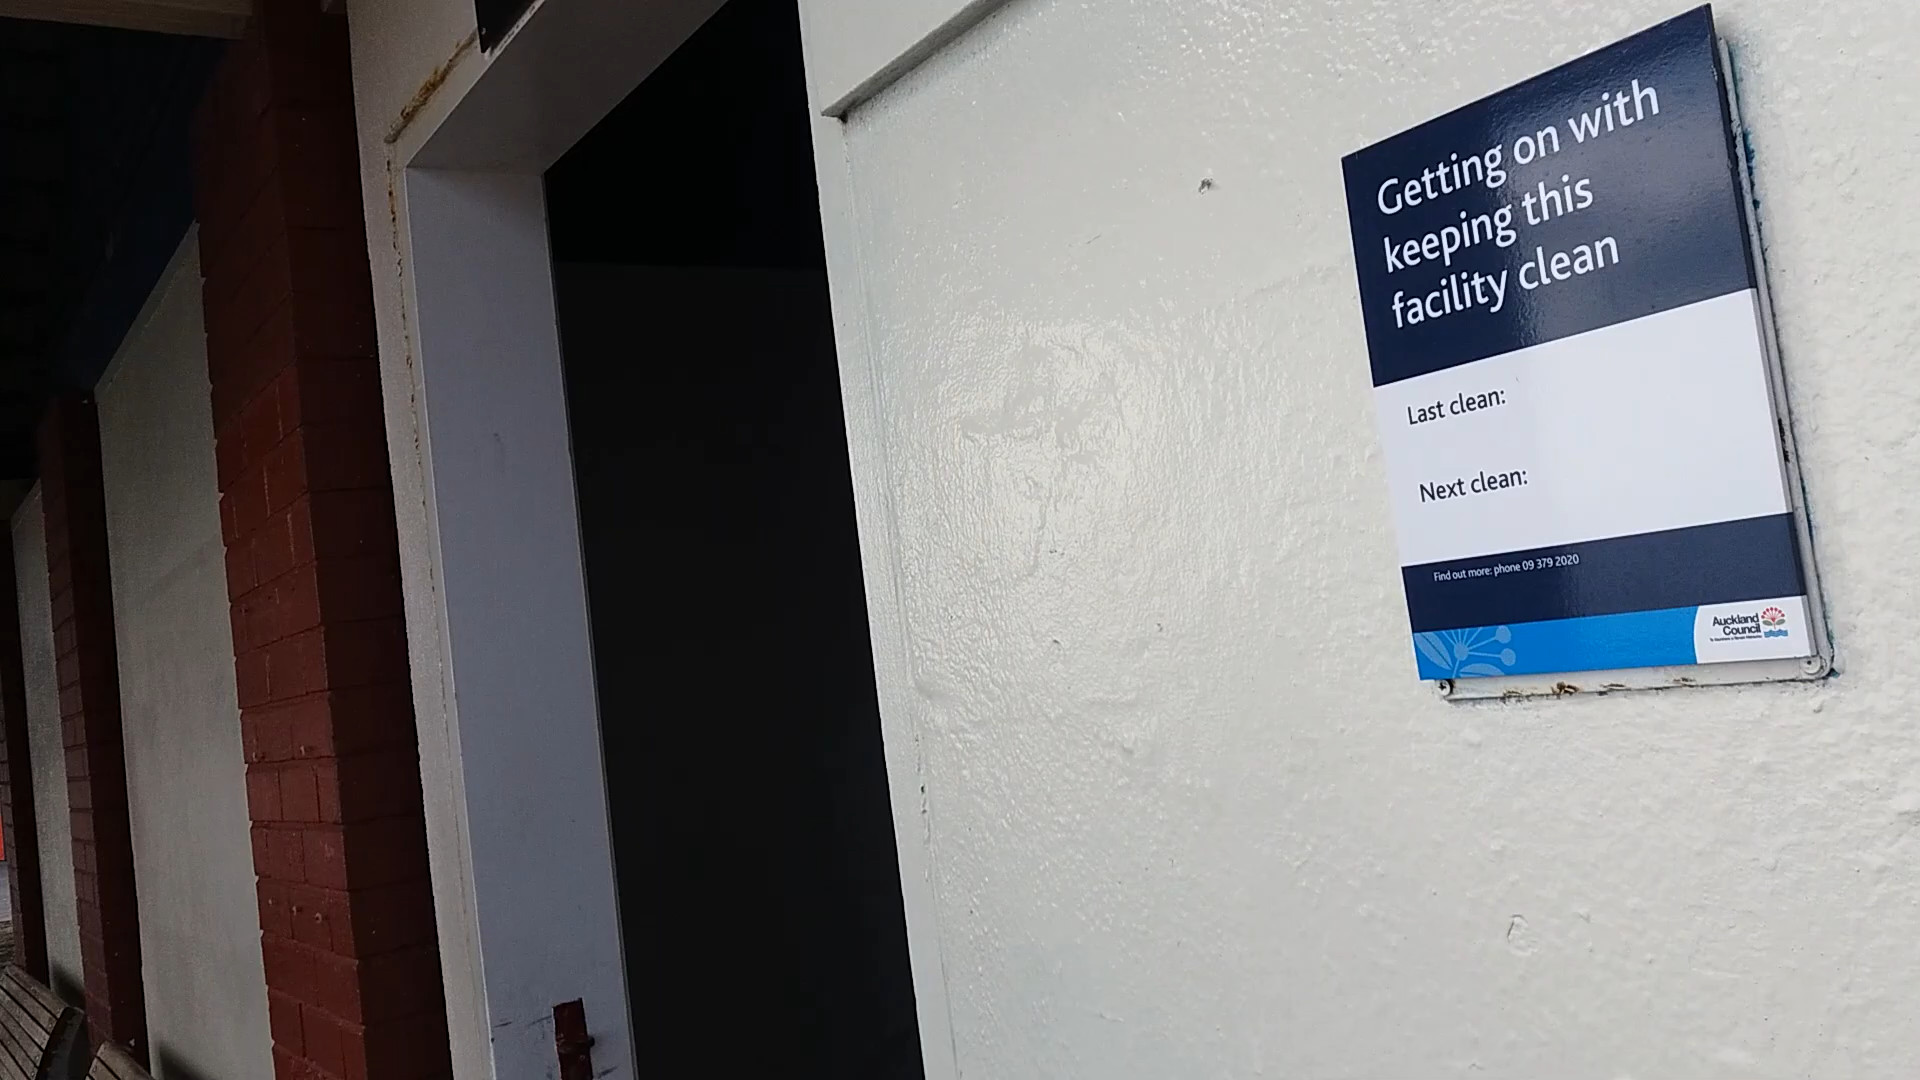 Getting on with
keeping this
facility clean
Last clean:
Next clean:
Find out more: phone 09 379 2020
Auckland
Council